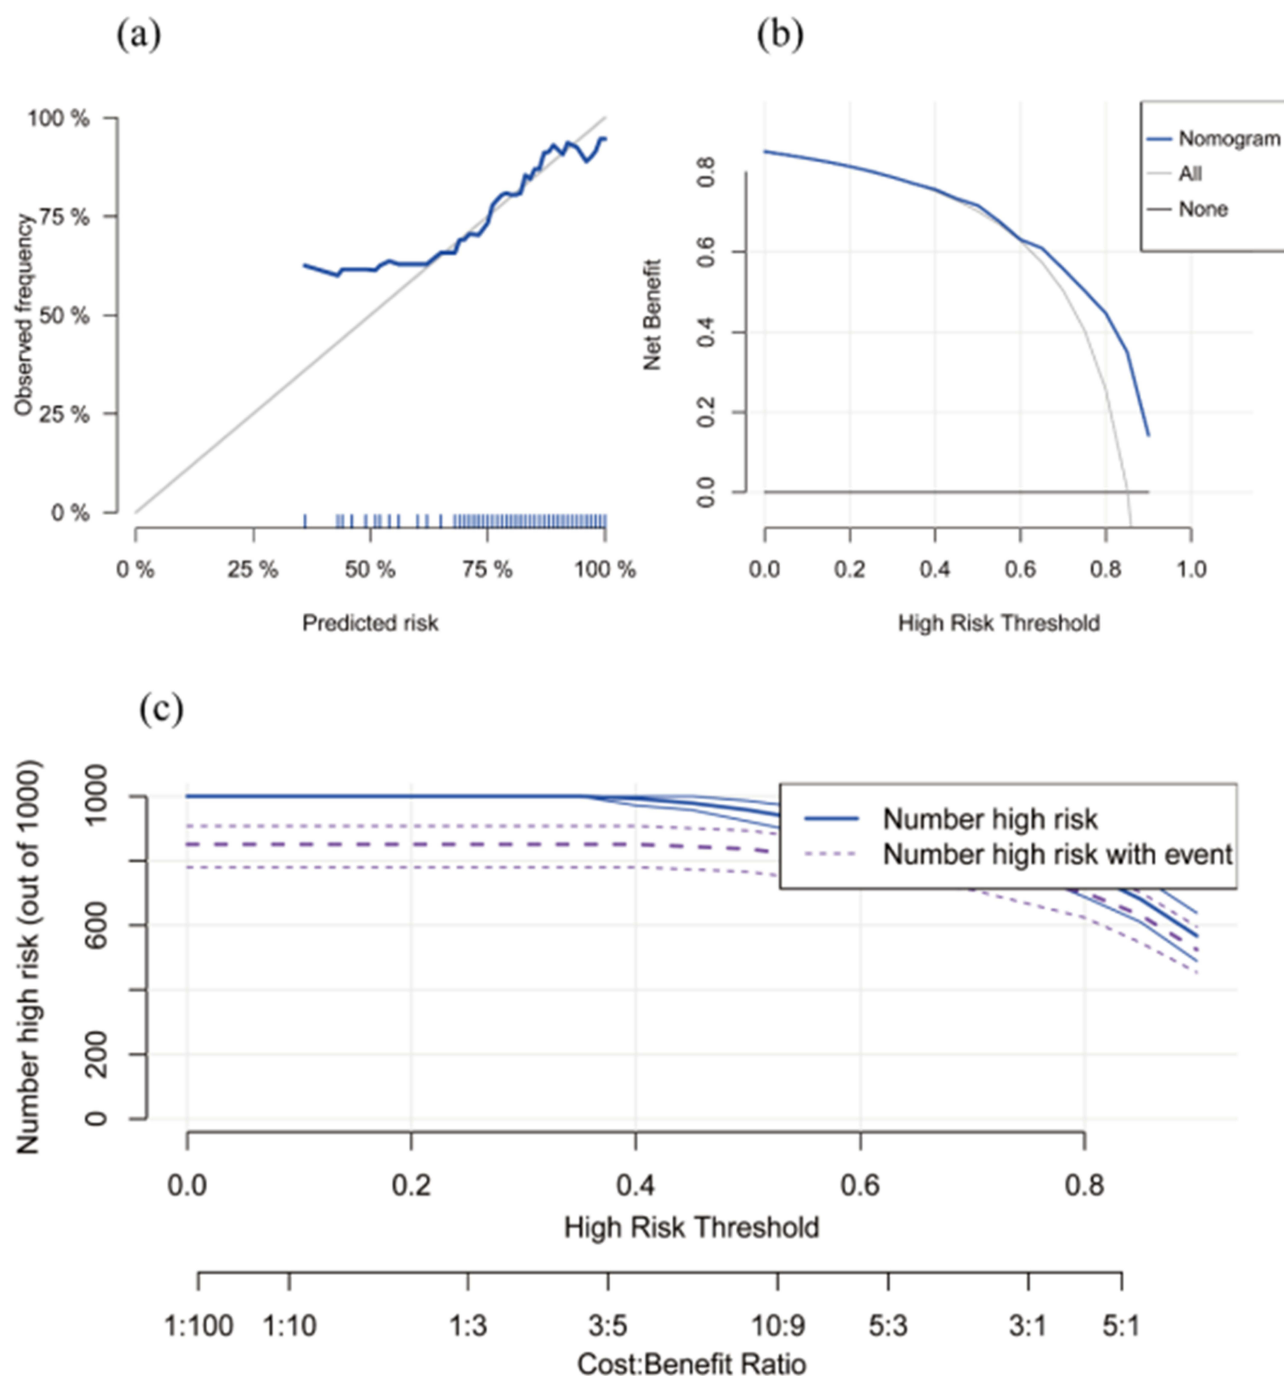 (a)
100 %
75 %
50 %
25 %
0 %
Observed frequency
0 % 25 % 50 % 75 % 100 %
Predicted risk
(b)
Nomogram
All
None
0.8
0.6
0.4
0.2
0.0
Net Benefit
0.0 0.2 0.4 0.6 0.8 1.0
High Risk Threshold
(c)
Number high risk
Number high risk with event
1000
600
200
0
Number high risk (out of 1000)
0.0 0.2 0.4 0.6 0.8
High Risk Threshold
1:100 1:10 1:3 3:5 10:9 5:3 3:1 5:1
Cost:Benefit Ratio